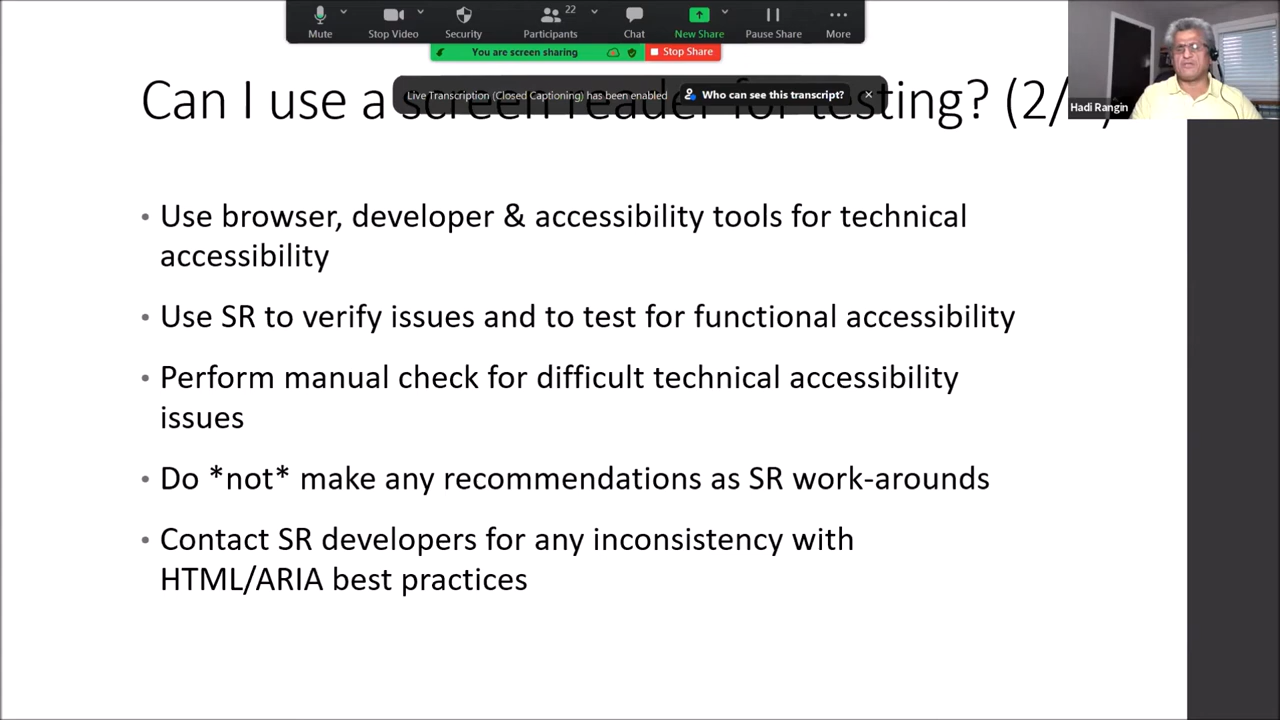 Mute
Stop Video
Security
22
Participants
Chat
New Share
Pause Share
More
You are screen sharing
Stop Share
Live Transcription (Closed Captioning) has been enabled
Who can see this transcript?
Hadi Rangin
Can I use a screen reader for testing? (2/
• Use browser, developer & accessibility tools for technical
accessibility
• Use SR to verify issues and to test for functional accessibility
• Perform manual check for difficult technical accessibility
issues
• Do *not* make any recommendations as SR work-arounds
• Contact SR developers for any inconsistency with
HTML/ARIA best practices